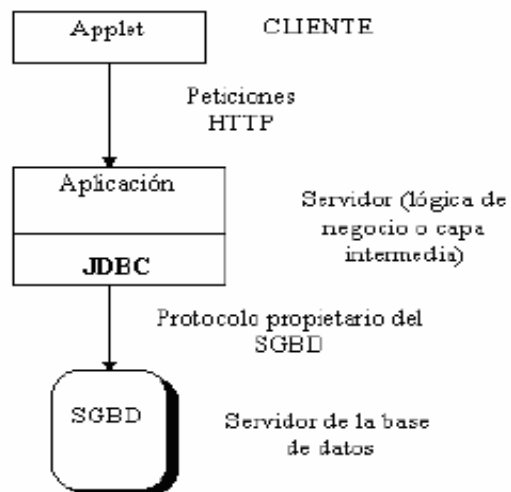 Applet
CLIENTE
Peticiones
HTTP
Aplicación
Servidor (lógica de
negocio o capa
intermedia)
JDBC
Protocolo propietario del
SGBD
SGBD
Servidor de la base
de datos